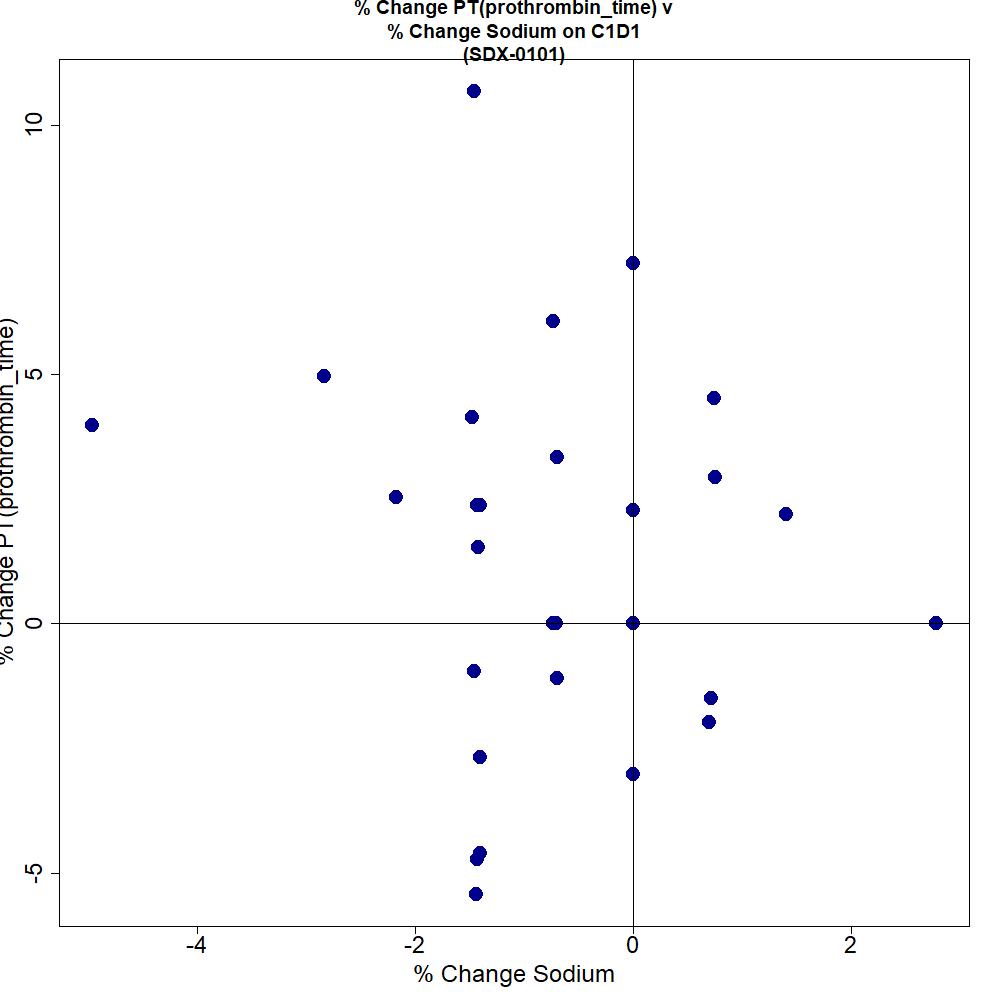 % Change PT(prothrombin_time) v
% Change Sodium on C1D1
(SDX-0101)
% Change PT(prothrombin_time)
10
5
0
-5
-4
-2
0
2
% Change Sodium